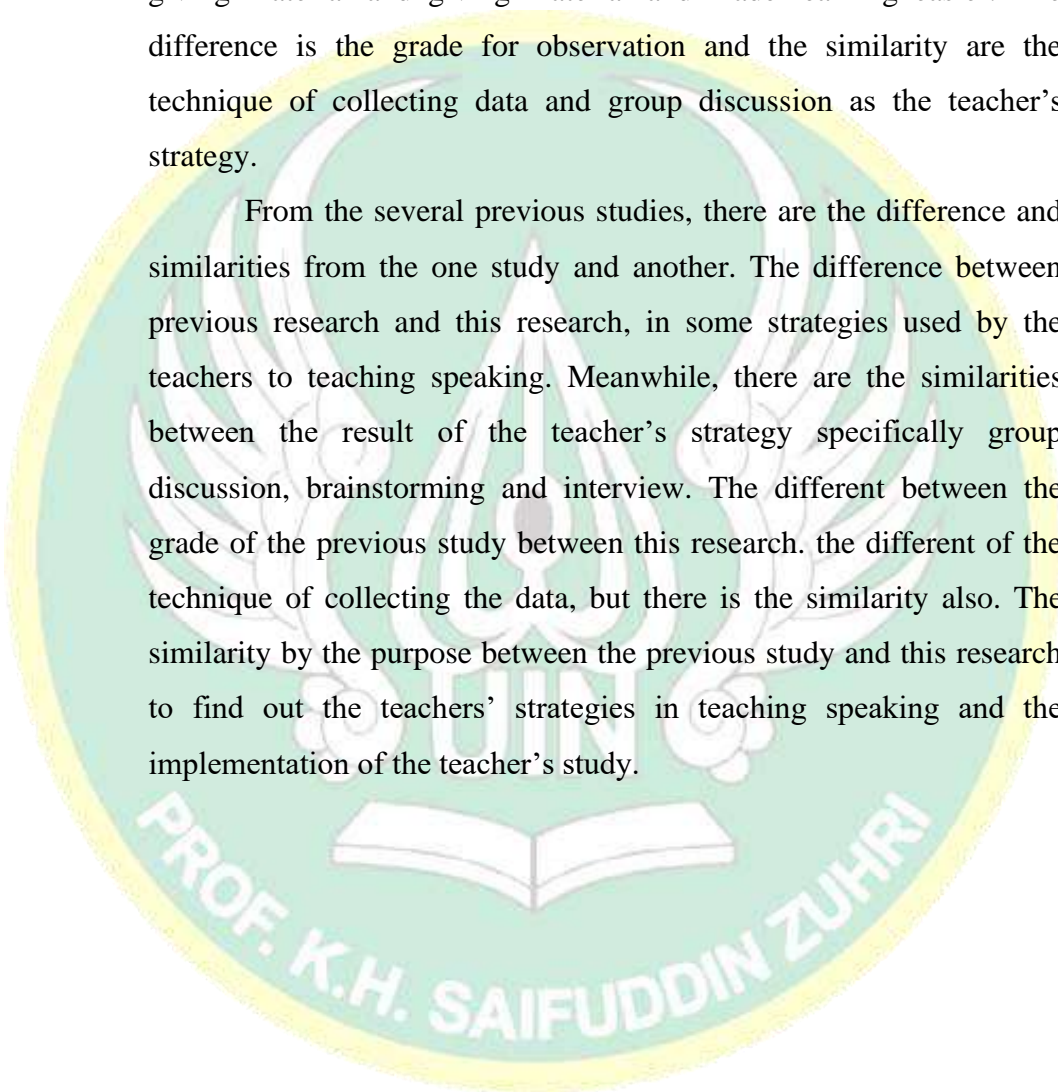 difference is the grade for observation and the similarity are the
technique of collecting data and group discussion as the teacher's
strategy.
From the several previous studies, there are the difference and
similarities from the one study and another. The difference between
previous research and this research, in some strategies used by the
teachers to teaching speaking. Meanwhile, there are the similarities
between the result of the teacher's strategy specifically group
discussion, brainstorming and interview. The different between the
grade of the previous study between this research. the different of the
technique of collecting the data, but there is the similarity also. The
similarity by the purpose between the previous study and this research
to find out the teachers' strategies in teaching speaking and the
implementation of the teacher's study.
UIN
PROF. K.H. SAIFUDDIN ZUHRI